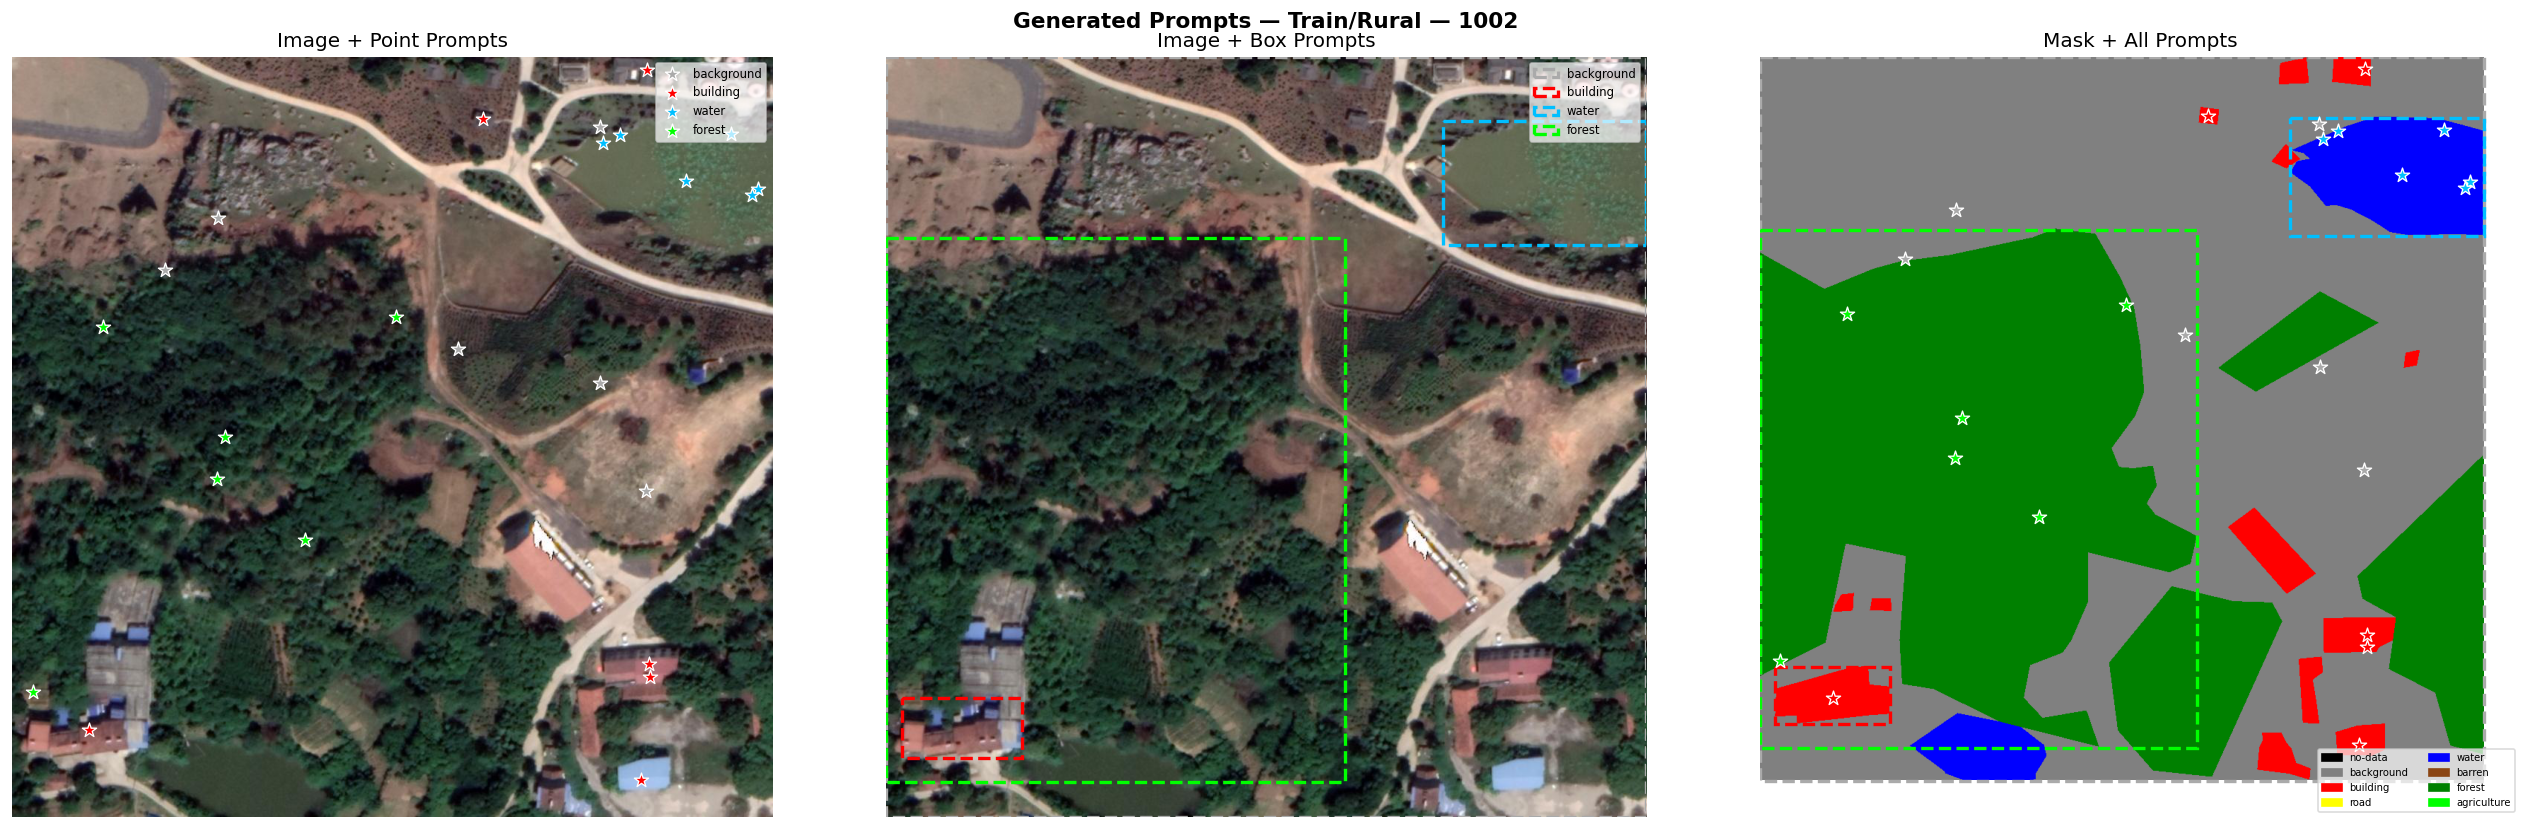 Generated Prompts — Train/Rural — 1002
Image + Point Prompts
Image + Box Prompts
Mask + All Prompts
background
building
water
forest
background
building
water
forest
no-data
background
building
road
water
barren
forest
agriculture